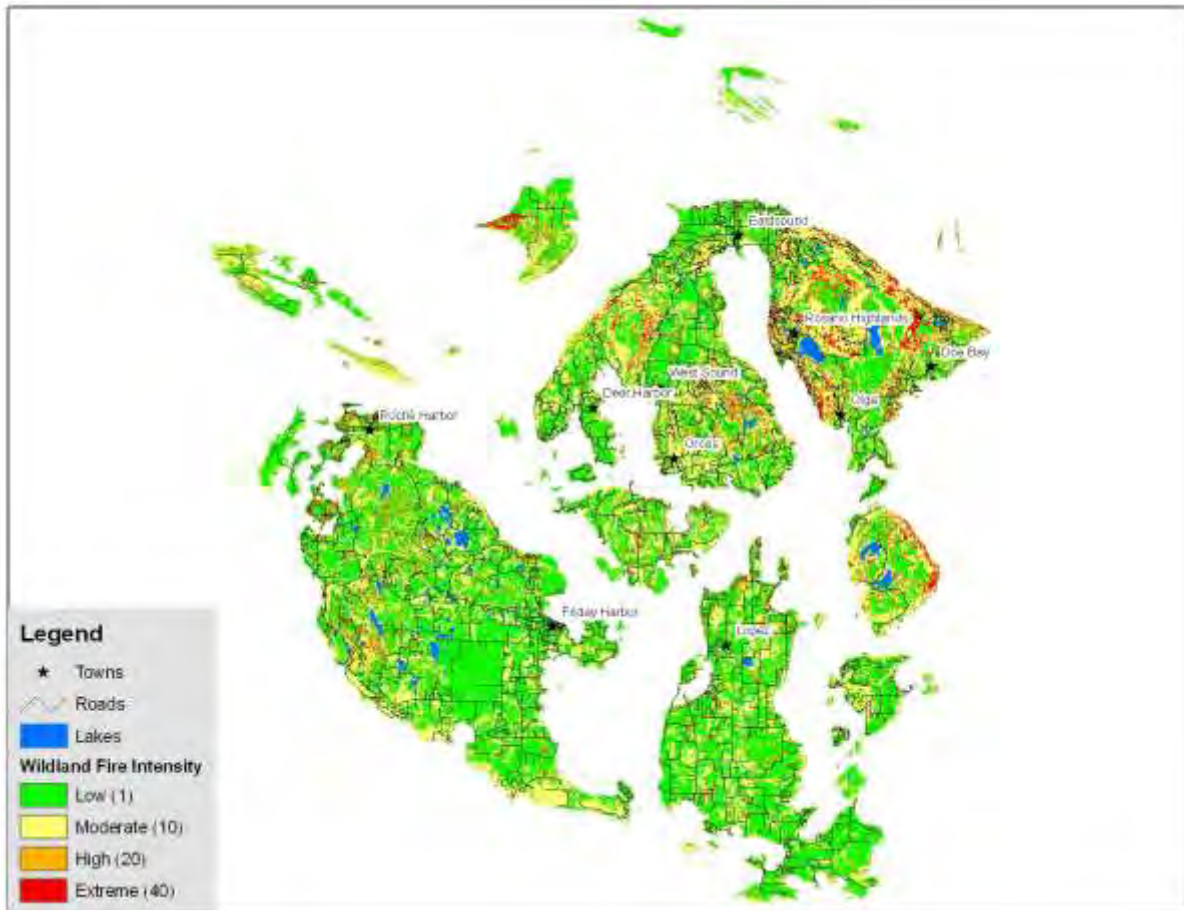 Eastsound
Rosario Highlands
Doe Bay
West Sound
Deer Harbor
Olga
Roche Harbor
Orcas
Friday Harbor
Lopez
Legend
Towns
Roads
Lakes
Wildland Fire Intensity
Low (1)
Moderate (10)
High (20)
Extreme (40)